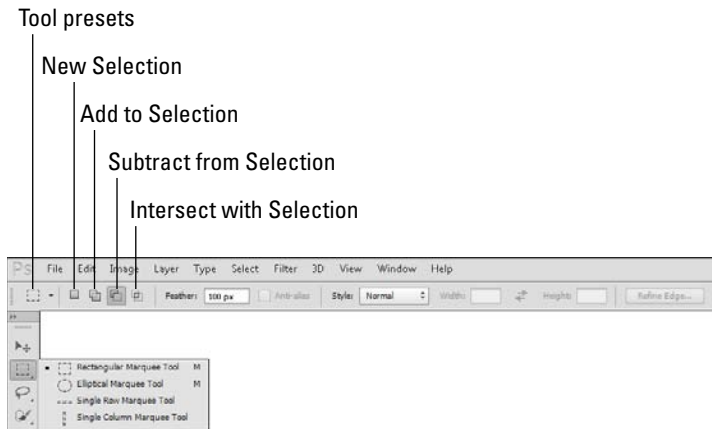 Tool presets
New Selection
Add to Selection
Subtract from Selection
Intersect with Selection
Ps File Edit Image Layer Type Select Filter 3D View Window Help
Feather: 100 px Anti-alias Style: Normal Width: Height: Refine Edge...
Rectangular Marquee Tool M
Elliptical Marquee Tool M
Single Row Marquee Tool
Single Column Marquee Tool